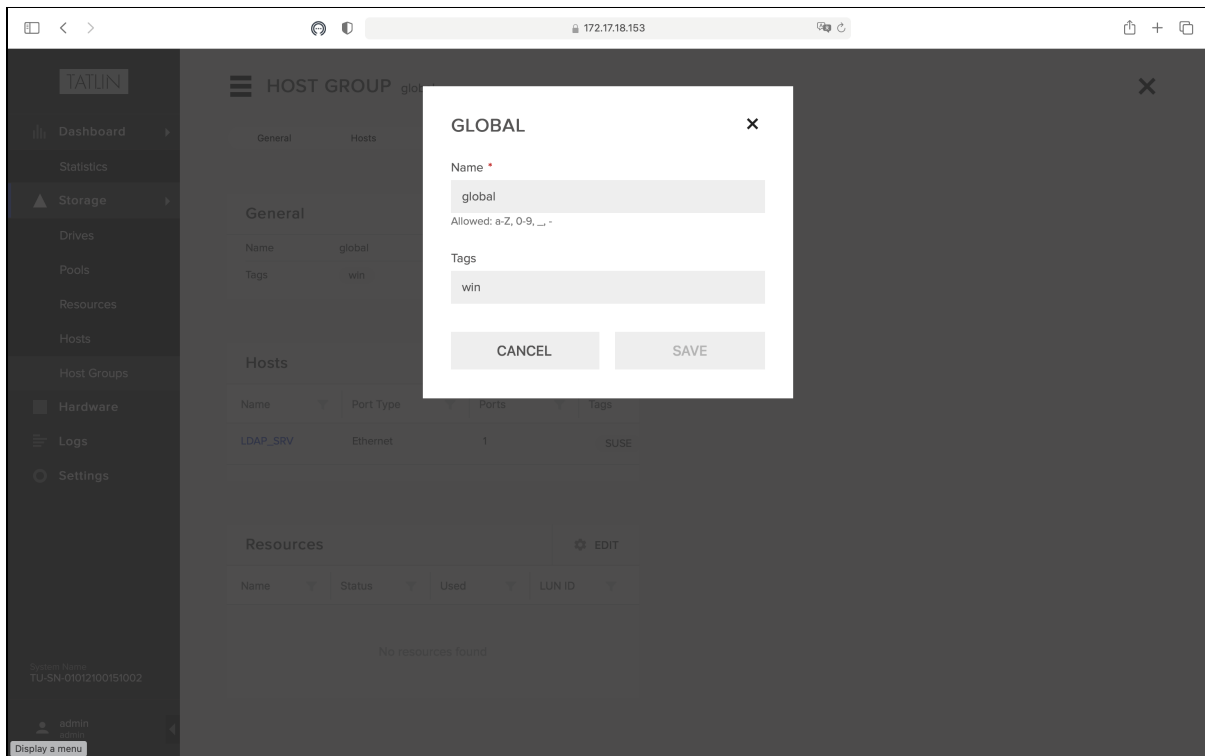 172.17.18.153
TATLIN
HOST GROUP glob
Dashboard
General Hosts
Statistics
Storage
Drives
Pools
Resources
Hosts
Host Groups
Hardware
Logs
Settings
System Name
TU-SN-01012100151002
admin
admin
Display a menu
General
Name global
Tags win
Hosts
Name Port Type Ports Tags
LDAP_SRV Ethernet 1 SUSE
Resources EDIT
Name Status Used LUN ID
No resources found
GLOBAL
Name *
global
Allowed: a-Z, 0-9, _, -
Tags
win
CANCEL SAVE